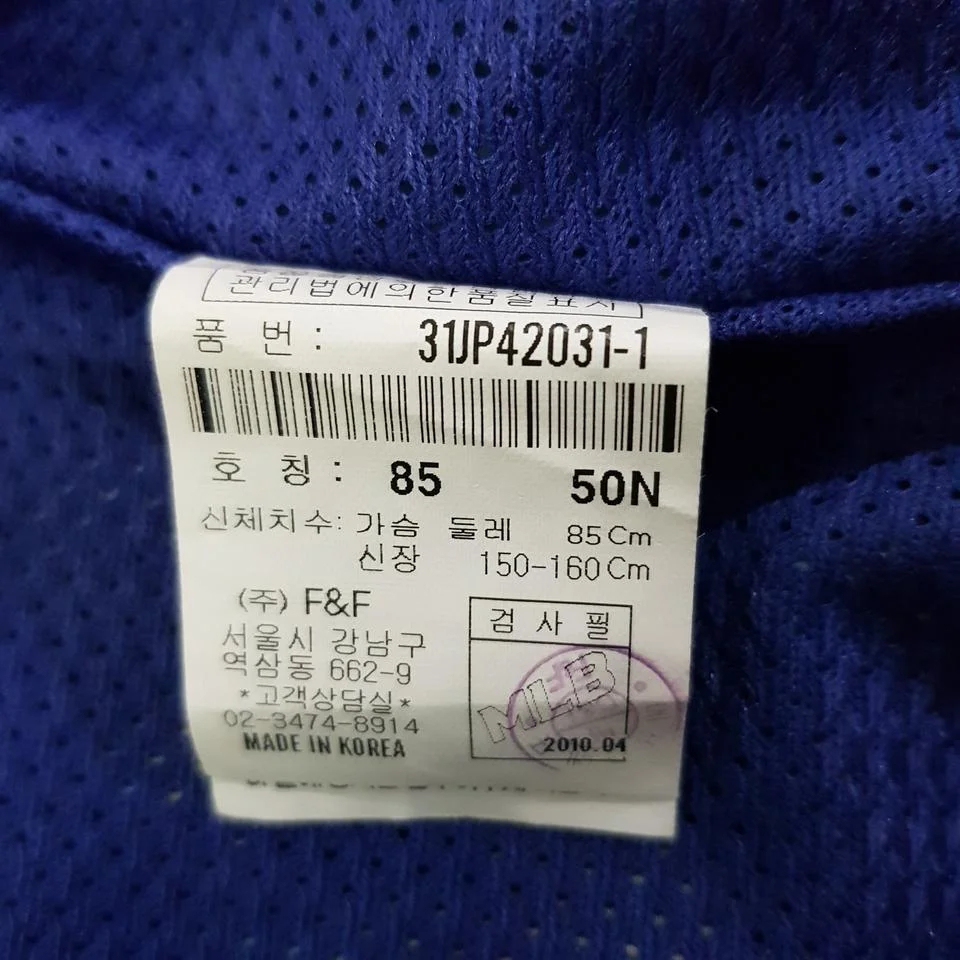 관리법에의한품질표시
품 번 : 31JP42031-1
호 칭 : 85 50N
신체치수: 가슴 둘레 85Cm
신장 150-160Cm
(주) F&F
서울시 강남구
역삼동 662-9
*고객상담실*
02-3474-8914
MADE IN KOREA
검 사 필
MLB
2010.04